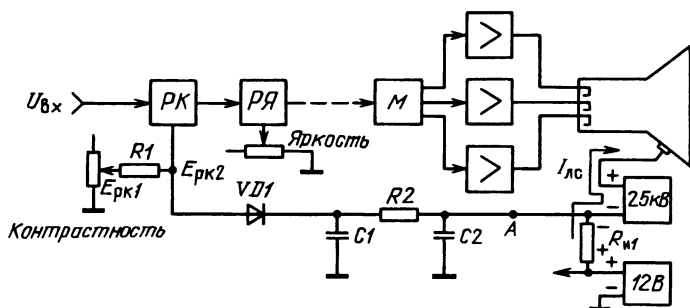 Uвх
РК
РЯ
М
>
>
>
Яркость
R1
Eрк1
Eрк2
Контрастность
VD1
C1
R2
C2
A
Iлс
+
−
25кВ
−
+
Rи1
+
−
12В